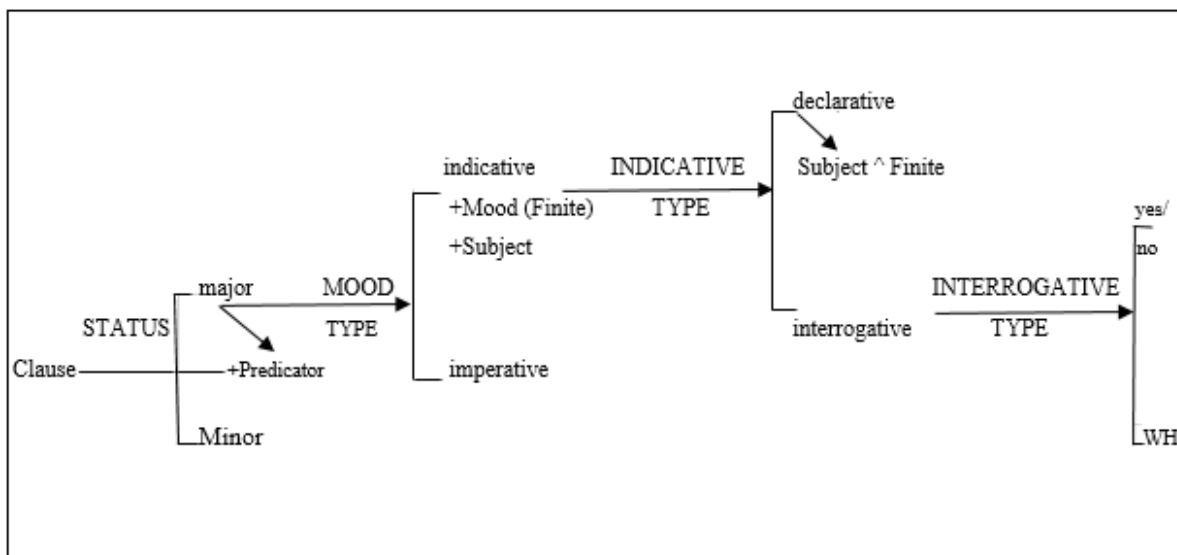 declarative
indicative
INDICATIVE
TYPE
Subject ^ Finite
+Mood (Finite)
+Subject
yes/
no
major
MOOD
TYPE
INTERROGATIVE
TYPE
STATUS
interrogative
Clause
+Predicator
imperative
Minor
WH